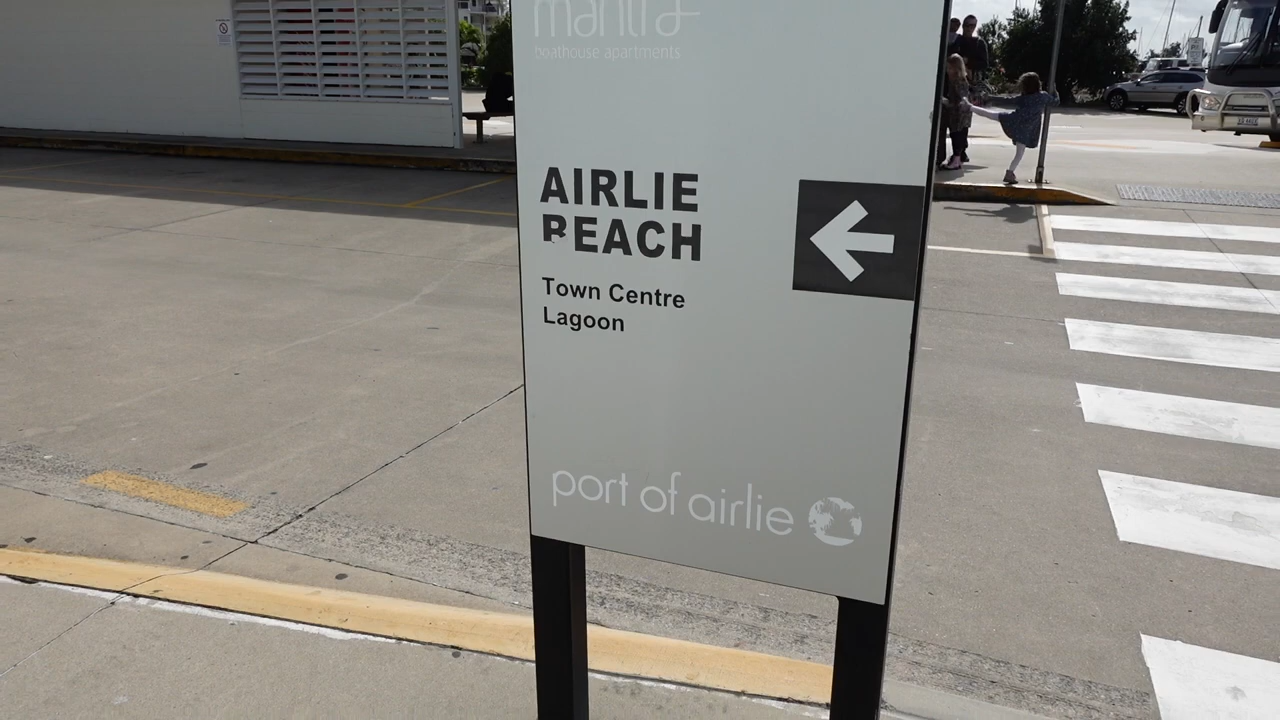 mantra
boathouse apartments
AIRLIE
BEACH
Town Centre
Lagoon
port of airlie